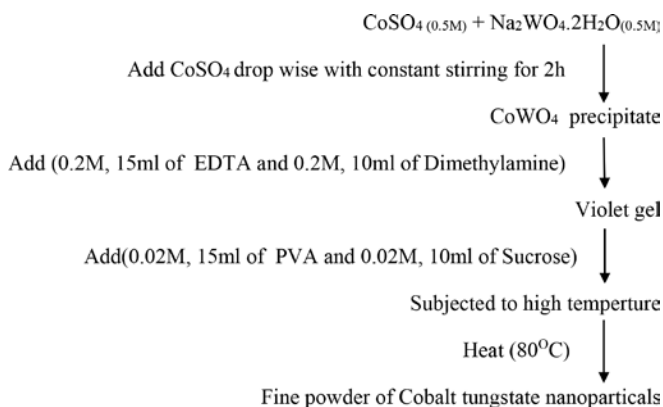 CoSO4 (0.5M) + Na2WO4.2H2O(0.5M)
Add CoSO4 drop wise with constant stirring for 2h
CoWO4 precipitate
Add (0.2M, 15ml of EDTA and 0.2M, 10ml of Dimethylamine)
Violet gel
Add(0.02M, 15ml of PVA and 0.02M, 10ml of Sucrose)
Subjected to high temperture
Heat (80OC)
Fine powder of Cobalt tungstate nanoparticals